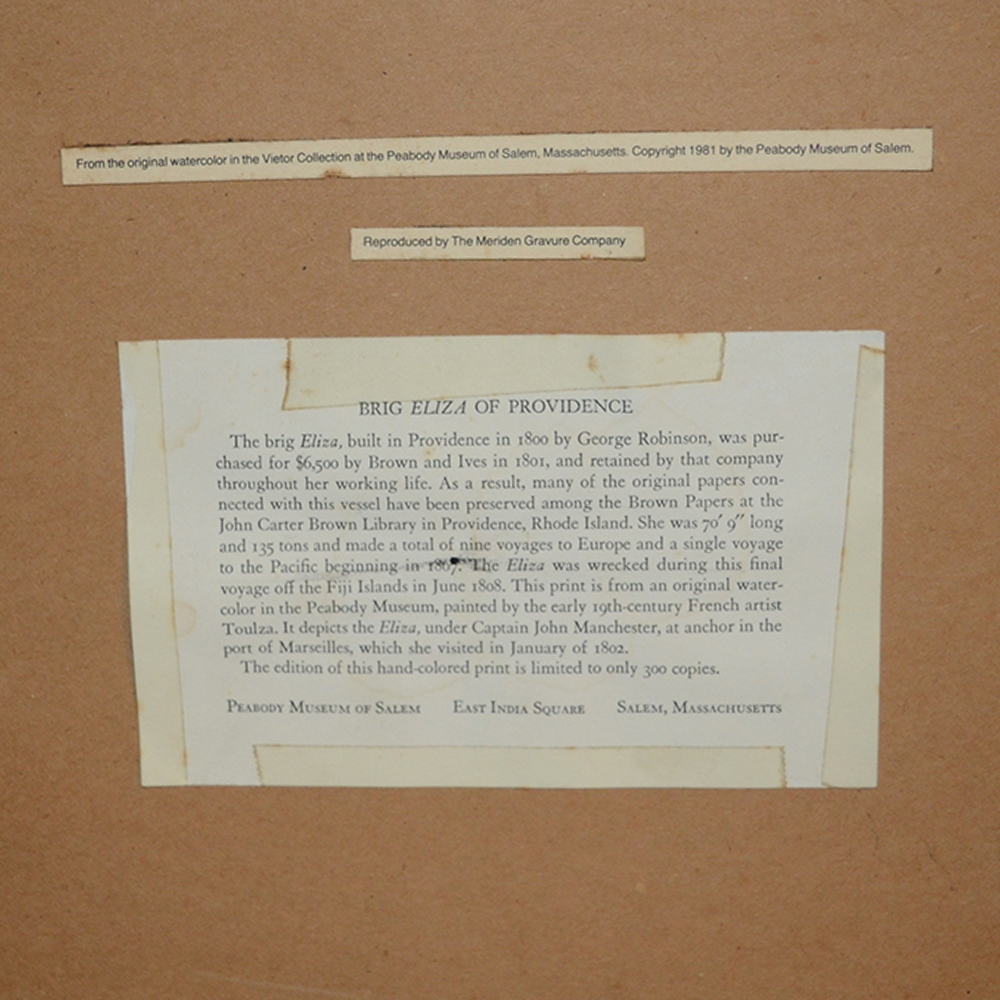 From the original watercolor in the Vietor Collection at the Peabody Museum of Salem, Massachusetts. Copyright 1981 by the Peabody Museum of Salem.
Reproduced by The Meriden Gravure Company
BRIG ELIZA OF PROVIDENCE
The brig Eliza, built in Providence in 1800 by George Robinson, was pur-
chased for $6,500 by Brown and Ives in 1801, and retained by that company
throughout her working life. As a result, many of the original papers con-
nected with this vessel have been preserved among the Brown Papers at the
John Carter Brown Library in Providence, Rhode Island. She was 70′ 9″ long
and 135 tons and made a total of nine voyages to Europe and a single voyage
to the Pacific beginning in 1807. The Eliza was wrecked during this final
voyage off the Fiji Islands in June 1808. This print is from an original water-
color in the Peabody Museum, painted by the early 19th-century French artist
Toulza. It depicts the Eliza, under Captain John Manchester, at anchor in the
port of Marseilles, which she visited in January of 1802.
The edition of this hand-colored print is limited to only 300 copies.
PEABODY MUSEUM OF SALEM EAST INDIA SQUARE SALEM, MASSACHUSETTS